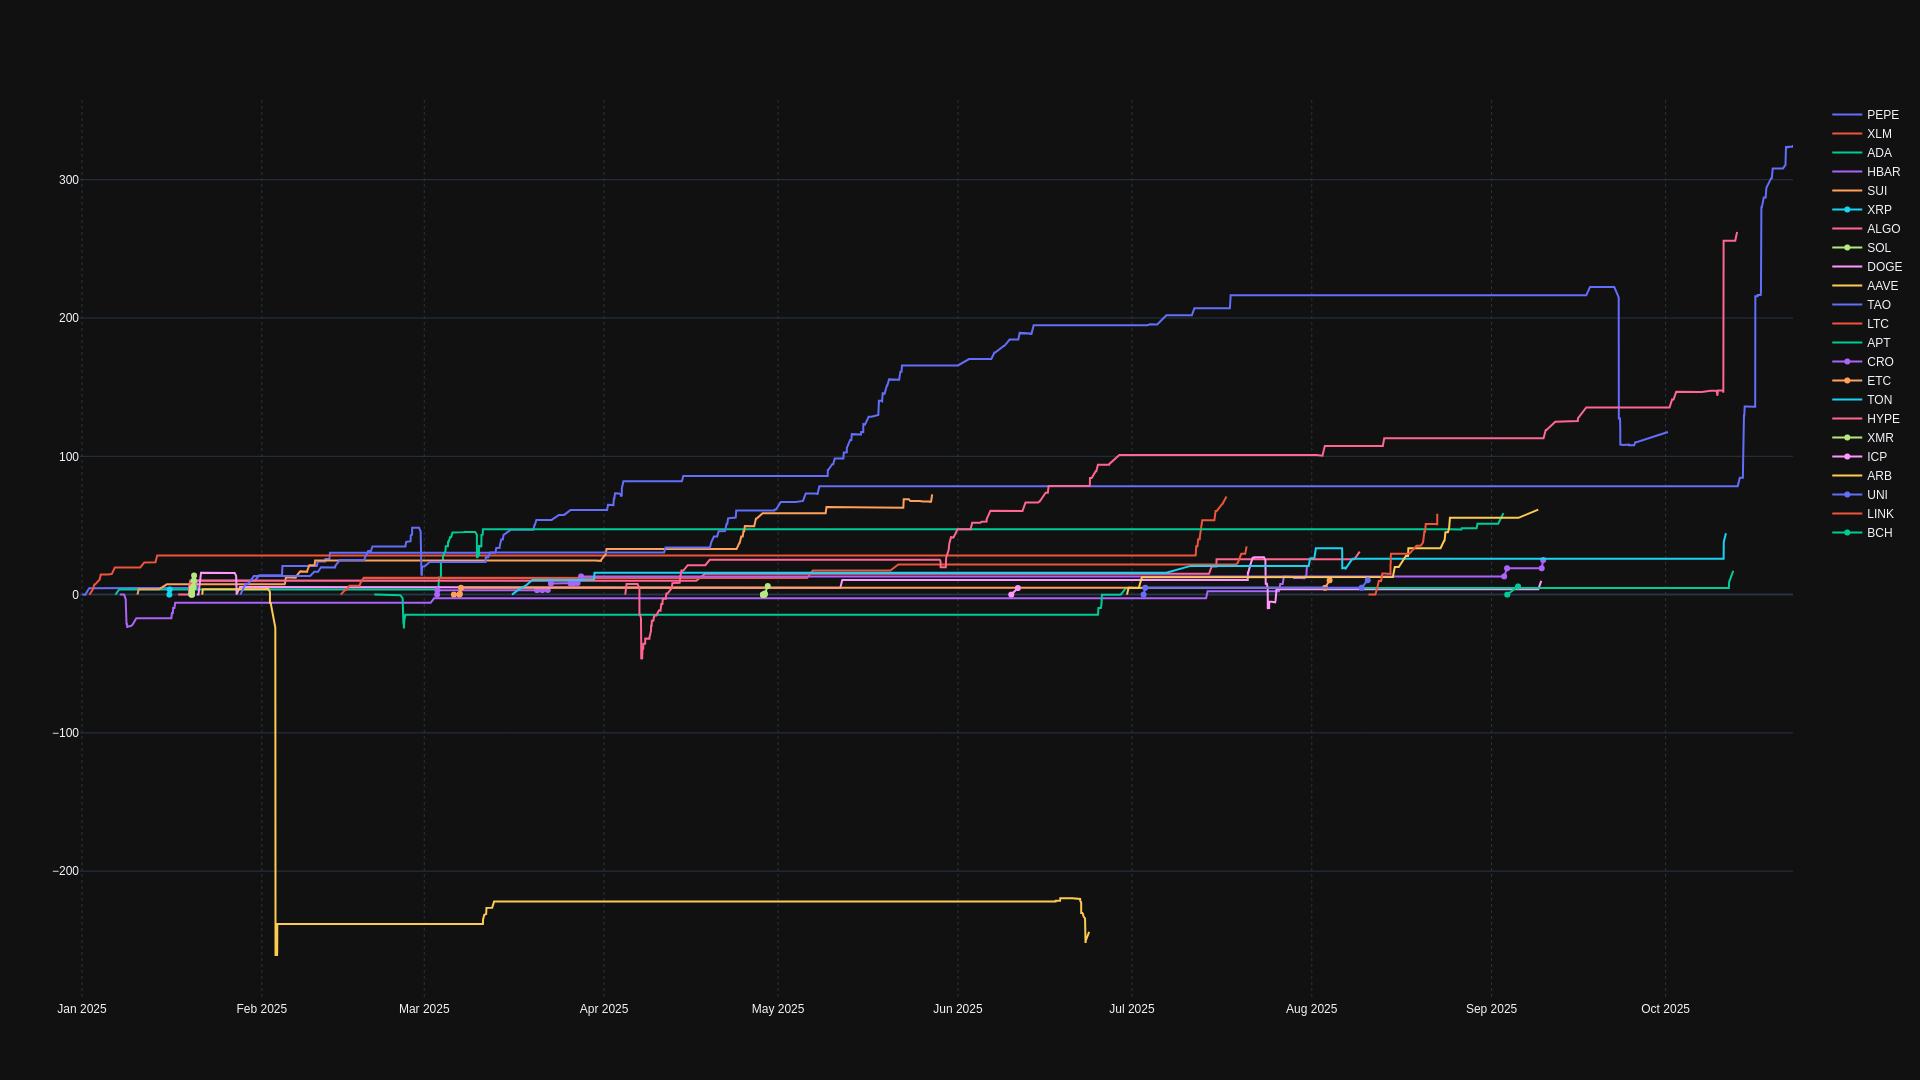 300
200
100
0
−100
−200
Jan 2025
Feb 2025
Mar 2025
Apr 2025
May 2025
Jun 2025
Jul 2025
Aug 2025
Sep 2025
Oct 2025
PEPE
XLM
ADA
HBAR
SUI
XRP
ALGO
SOL
DOGE
AAVE
TAO
LTC
APT
CRO
ETC
TON
HYPE
XMR
ICP
ARB
UNI
LINK
BCH